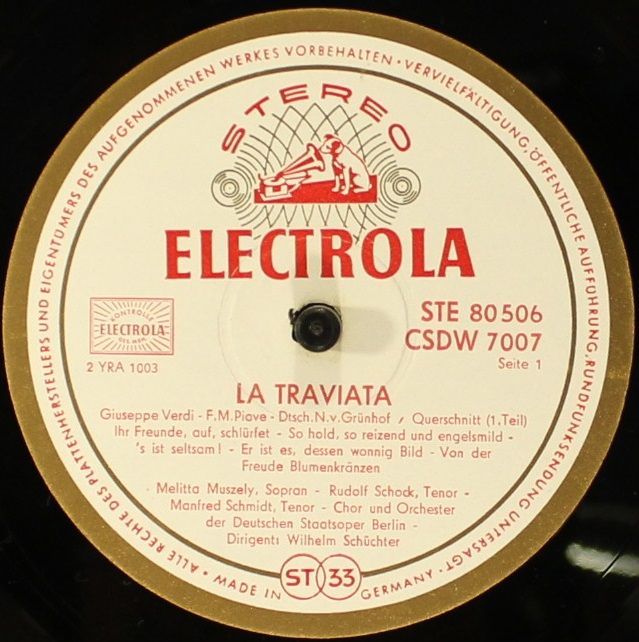 ALLE RECHTE DES PLATTENHERSTELLERS UND EIGENTÜMERS DES AUFGENOMMENEN WERKES VORBEHALTEN · VERVIELFÄLTIGUNG, ÖFFENTLICHE AUFFÜHRUNG, RUNDFUNKSENDUNG UNTERSAGT ·
STEREO
ELECTROLA
KONTROLLE
ELECTROLA
GES. MBH.
2 YRA 1003
STE 80506
CSDW 7007
Seite 1
LA TRAVIATA
Giuseppe Verdi - F.M.Piave - Dtsch.N.v.Grünhof / Querschnitt (1.Teil)
Ihr Freunde, auf, schlürfet - So hold, so reizend und engelsmild -
's ist seltsam! - Er ist es, dessen wonnig Bild - Von der
Freude Blumenkränzen
Melitta Muszely, Sopran - Rudolf Schock, Tenor -
Manfred Schmidt, Tenor - Chor und Orchester
der Deutschen Staatsoper Berlin -
Dirigent: Wilhelm Schüchter
MADE IN GERMANY
ST 33